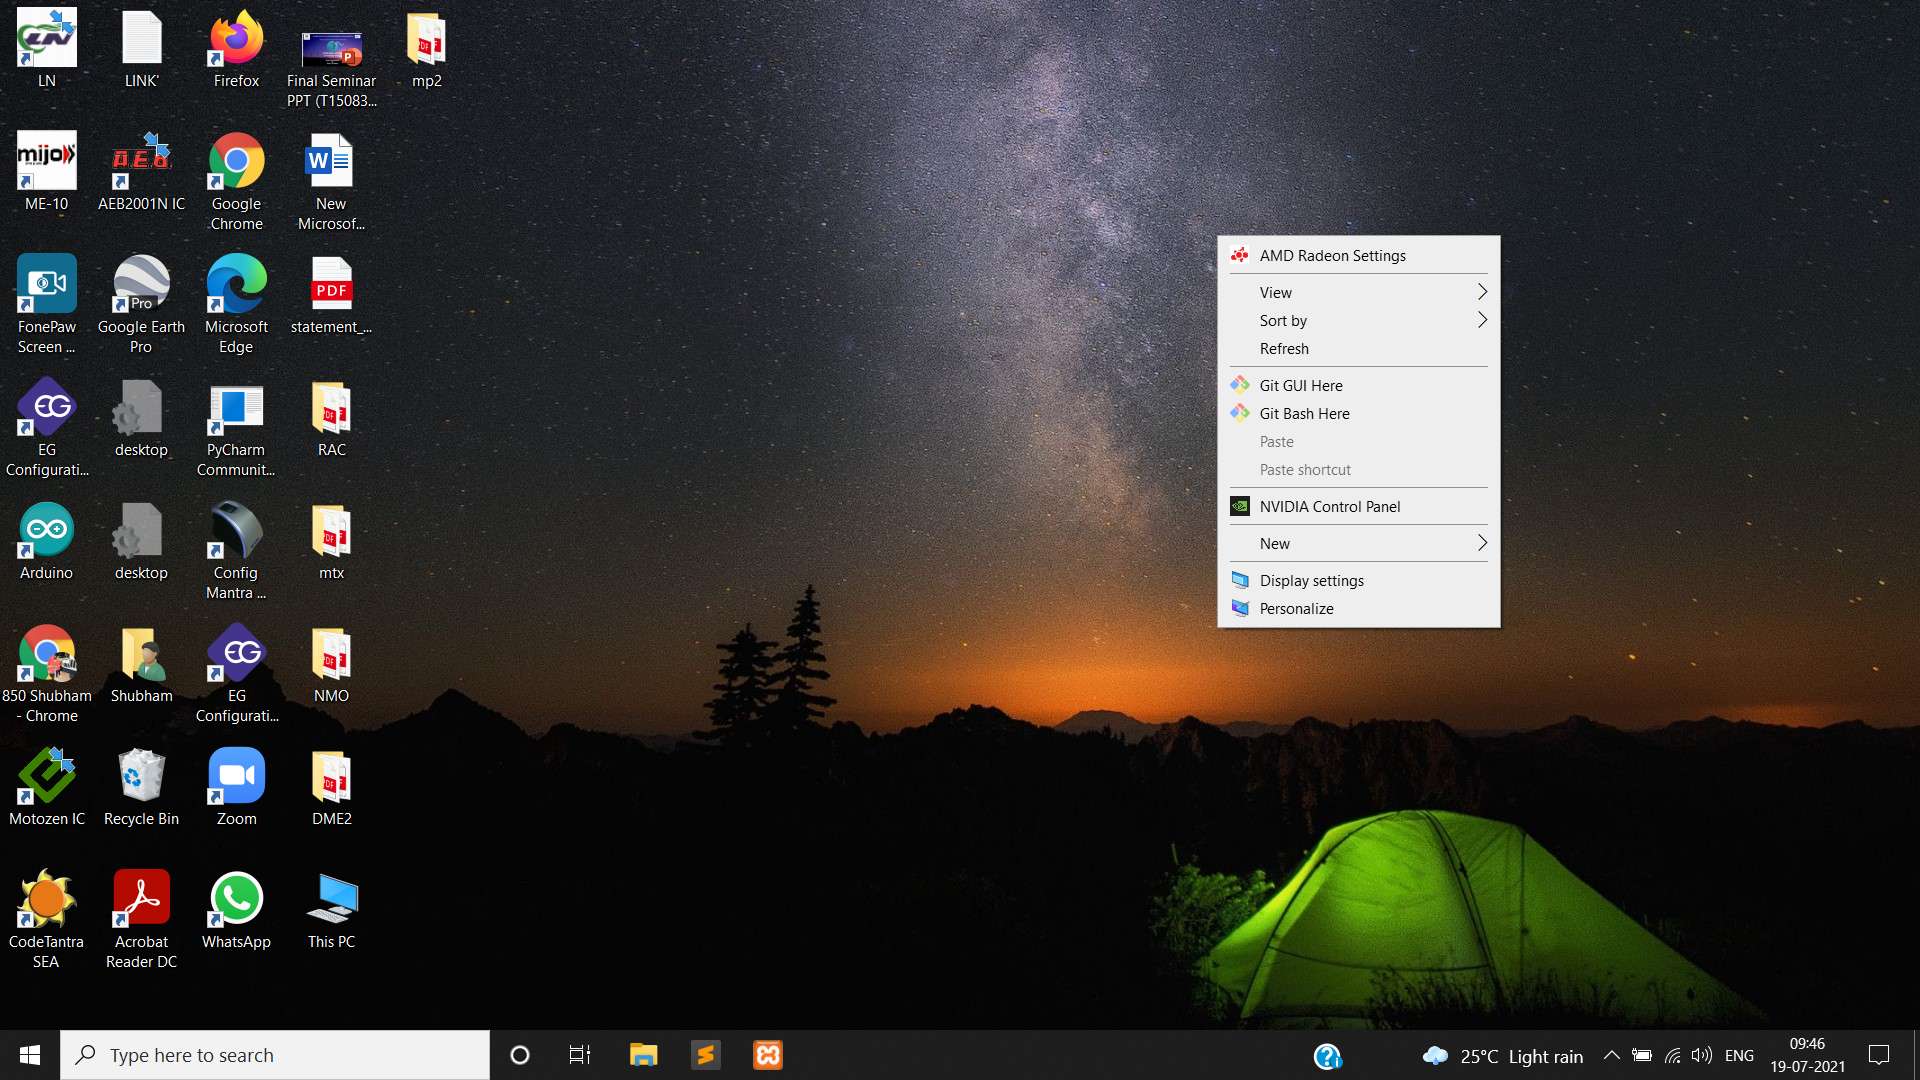 LN
LINK'
Firefox
Final Seminar
PPT (T15083...
mp2
mijo
ME-10
AEB2001N IC
Google
Chrome
W
New
Microsof...
FonePaw
Screen ...
Pro
Google Earth
Pro
Microsoft
Edge
PDF
statement_...
EG
EG
Configurati...
desktop
PyCharm
Communit...
RAC
Arduino
desktop
Config
Mantra ...
mtx
850 Shubham
- Chrome
Shubham
EG
EG
Configurati...
NMO
Motozen IC
Recycle Bin
Zoom
DME2
CodeTantra
SEA
Acrobat
Reader DC
WhatsApp
This PC
AMD Radeon Settings
View
Sort by
Refresh
Git GUI Here
Git Bash Here
Paste
Paste shortcut
NVIDIA Control Panel
New
Display settings
Personalize
Type here to search
25°C Light rain
ENG
09:46
19-07-2021